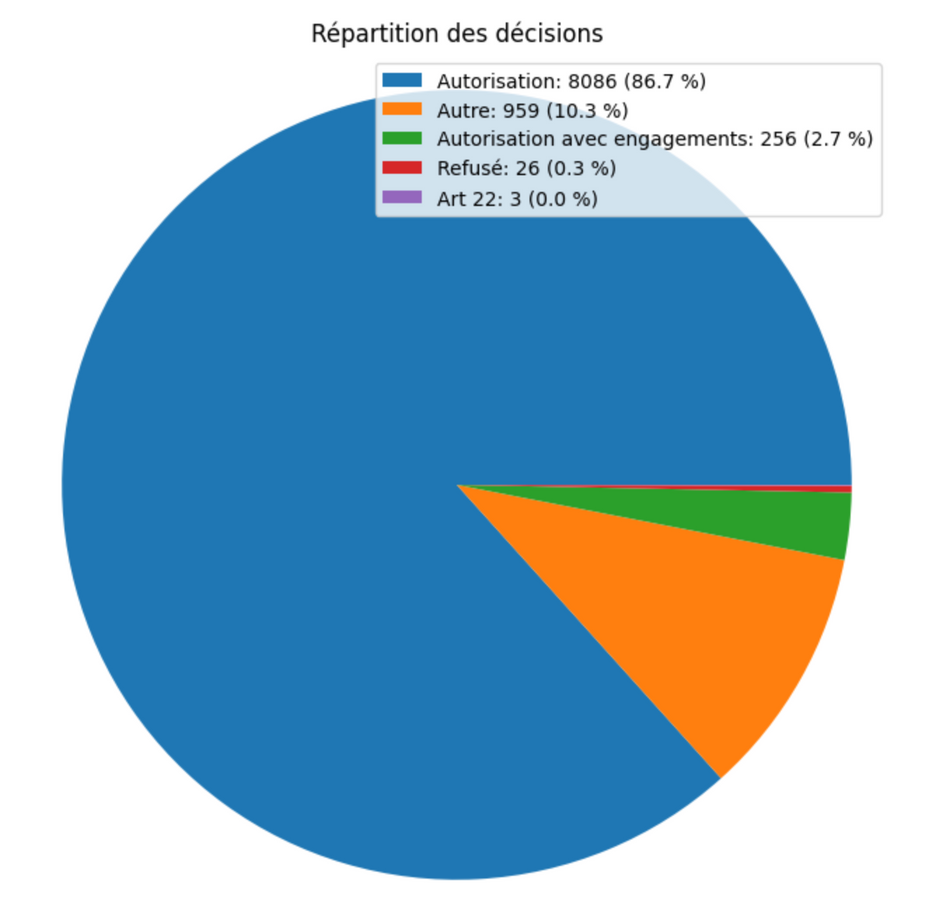 Répartition des décisions
Autorisation: 8086 (86.7 %)
Autre: 959 (10.3 %)
Autorisation avec engagements: 256 (2.7 %)
Refusé: 26 (0.3 %)
Art 22: 3 (0.0 %)